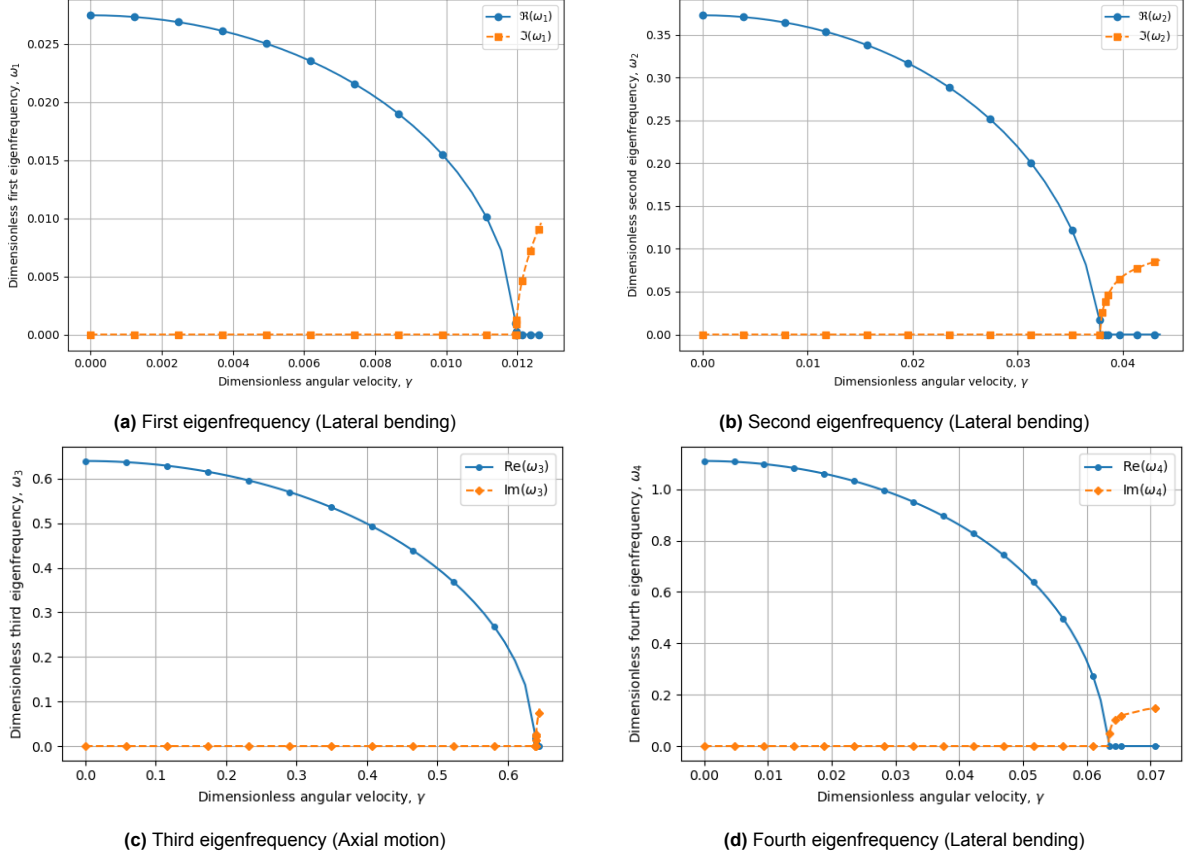 ℜ(ω₁)
ℑ(ω₁)
Dimensionless first eigenfrequency, ω₁
0.025
0.020
0.015
0.010
0.005
0.000
0.000 0.002 0.004 0.006 0.008 0.010 0.012
Dimensionless angular velocity, γ
(a) First eigenfrequency (Lateral bending)
ℜ(ω₂)
ℑ(ω₂)
Dimensionless second eigenfrequency, ω₂
0.35
0.30
0.25
0.20
0.15
0.10
0.05
0.00
0.00 0.01 0.02 0.03 0.04
Dimensionless angular velocity, γ
(b) Second eigenfrequency (Lateral bending)
Re(ω₃)
Im(ω₃)
Dimensionless third eigenfrequency, ω₃
0.6
0.5
0.4
0.3
0.2
0.1
0.0
0.0 0.1 0.2 0.3 0.4 0.5 0.6
Dimensionless angular velocity, γ
(c) Third eigenfrequency (Axial motion)
Re(ω₄)
Im(ω₄)
Dimensionless fourth eigenfrequency, ω₄
1.0
0.8
0.6
0.4
0.2
0.0
0.00 0.01 0.02 0.03 0.04 0.05 0.06 0.07
Dimensionless angular velocity, γ
(d) Fourth eigenfrequency (Lateral bending)